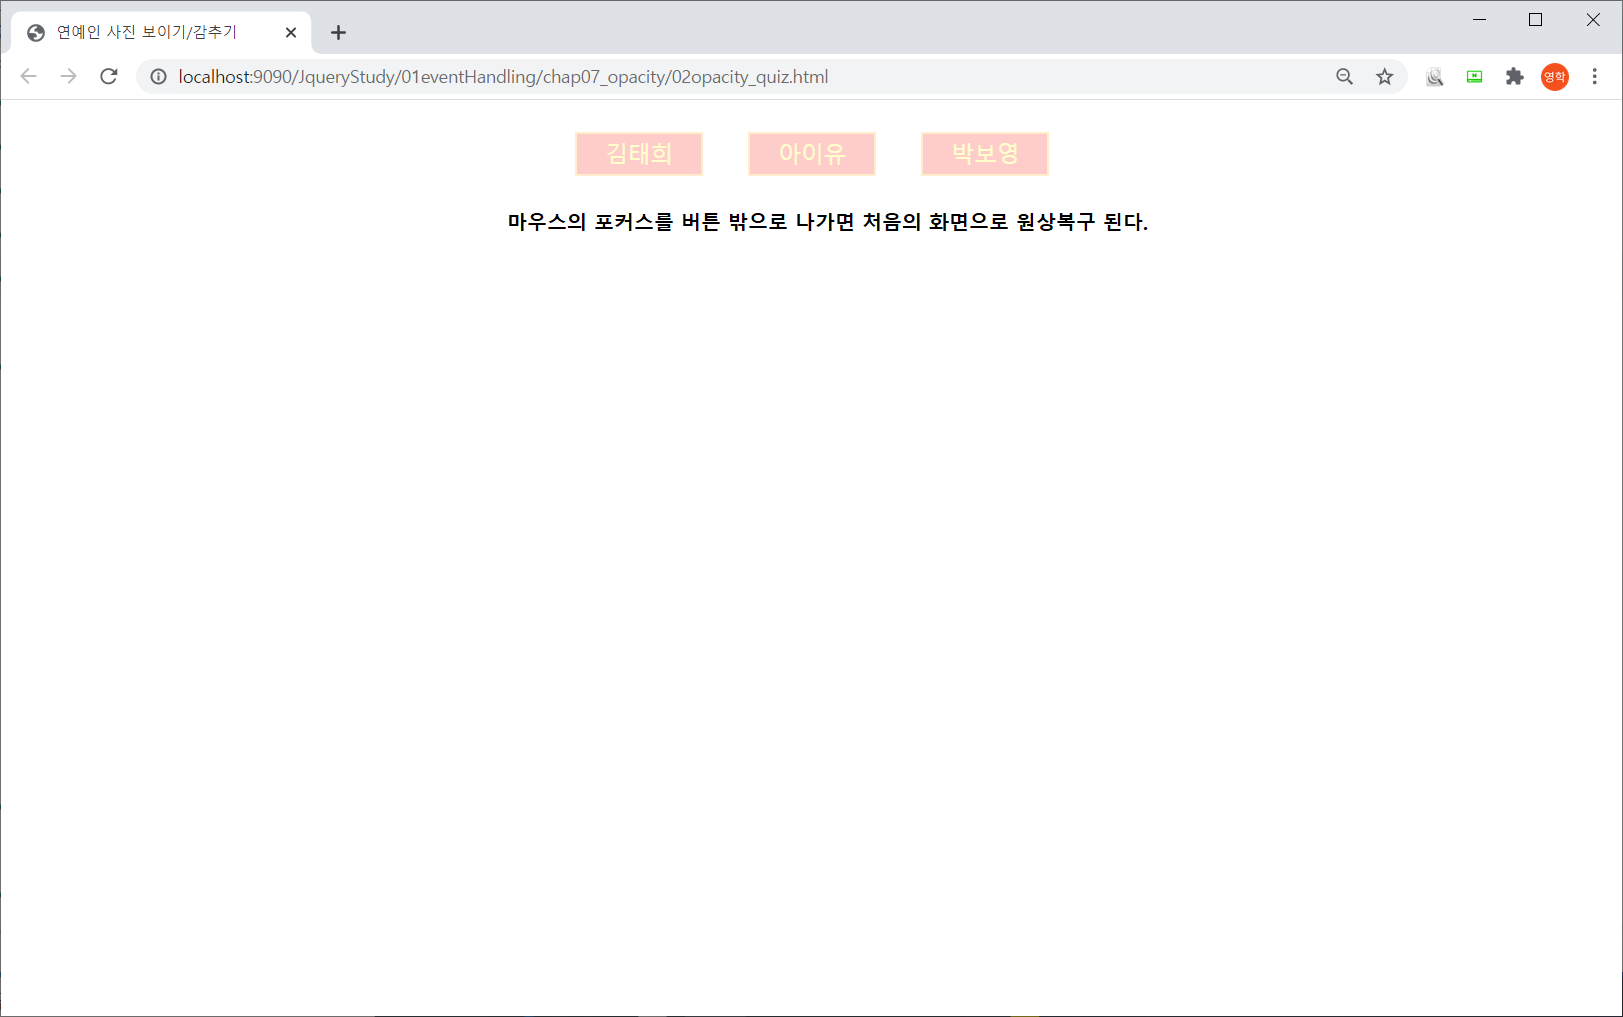 연예인 사진 보이기/감추기
localhost:9090/JqueryStudy/01eventHandling/chap07_opacity/02opacity_quiz.html
영학
김태희 아이유 박보영
마우스의 포커스를 버튼 밖으로 나가면 처음의 화면으로 원상복구 된다.